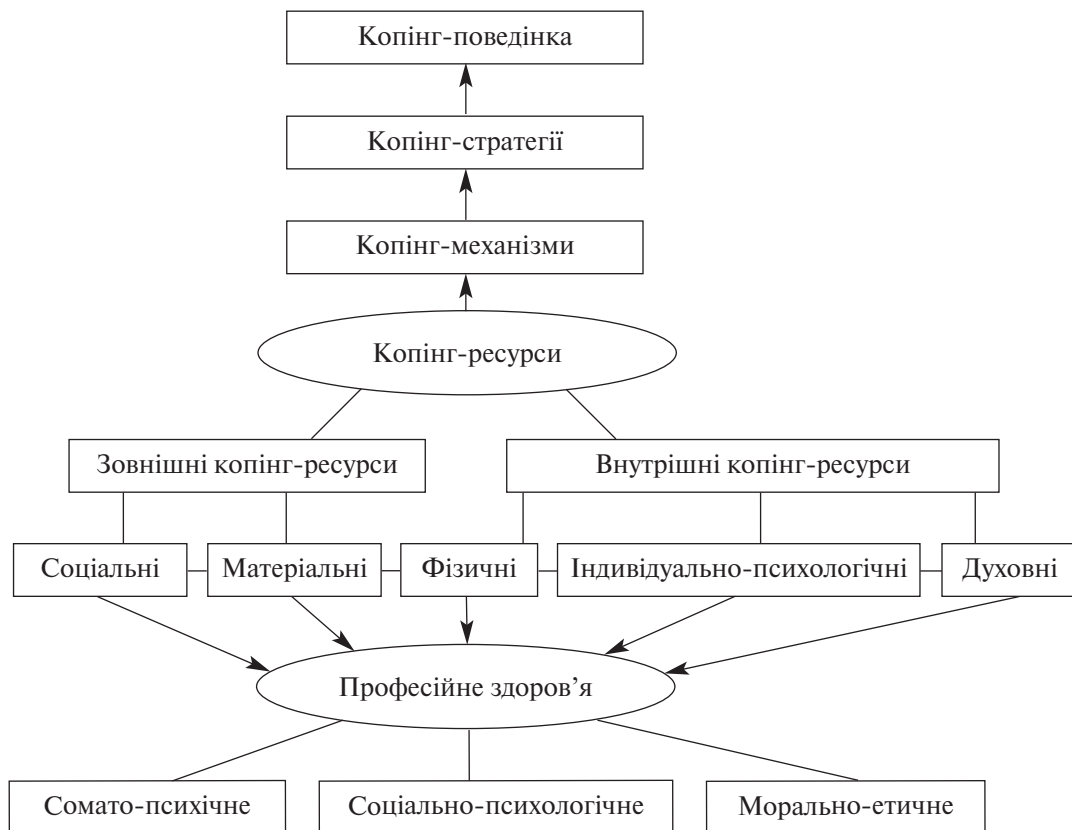 Копінг-поведінка
Копінг-стратегії
Копінг-механізми
Копінг-ресурси
Зовнішні копінг-ресурси
Внутрішні копінг-ресурси
Соціальні
Матеріальні
Фізичні
Індивідуально-психологічні
Духовні
Професійне здоров’я
Сомато-психічне
Соціально-психологічне
Морально-етичне